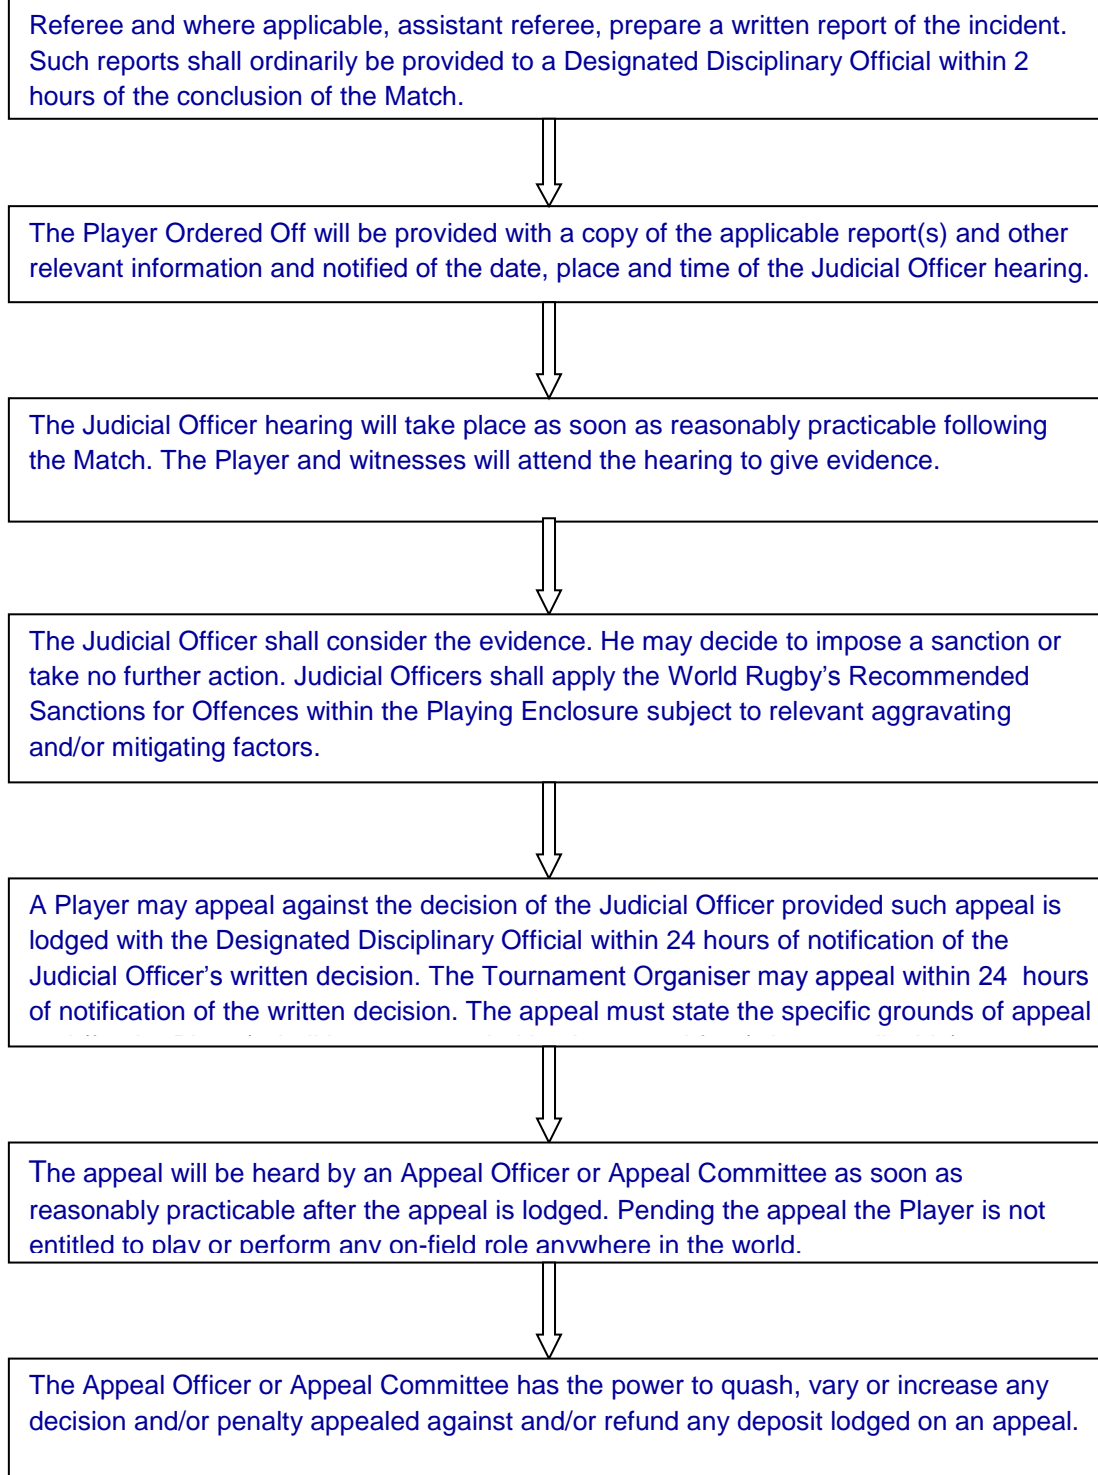 Referee and where applicable, assistant referee, prepare a written report of the incident.
Such reports shall ordinarily be provided to a Designated Disciplinary Official within 2
hours of the conclusion of the Match.
The Player Ordered Off will be provided with a copy of the applicable report(s) and other
relevant information and notified of the date, place and time of the Judicial Officer hearing.
The Judicial Officer hearing will take place as soon as reasonably practicable following
the Match. The Player and witnesses will attend the hearing to give evidence.
The Judicial Officer shall consider the evidence. He may decide to impose a sanction or
take no further action. Judicial Officers shall apply the World Rugby’s Recommended
Sanctions for Offences within the Playing Enclosure subject to relevant aggravating
and/or mitigating factors.
A Player may appeal against the decision of the Judicial Officer provided such appeal is
lodged with the Designated Disciplinary Official within 24 hours of notification of the
Judicial Officer’s written decision. The Tournament Organiser may appeal within 24 hours
of notification of the written decision. The appeal must state the specific grounds of appeal
The appeal will be heard by an Appeal Officer or Appeal Committee as soon as
reasonably practicable after the appeal is lodged. Pending the appeal the Player is not
entitled to play or perform any on-field role anywhere in the world.
The Appeal Officer or Appeal Committee has the power to quash, vary or increase any
decision and/or penalty appealed against and/or refund any deposit lodged on an appeal.